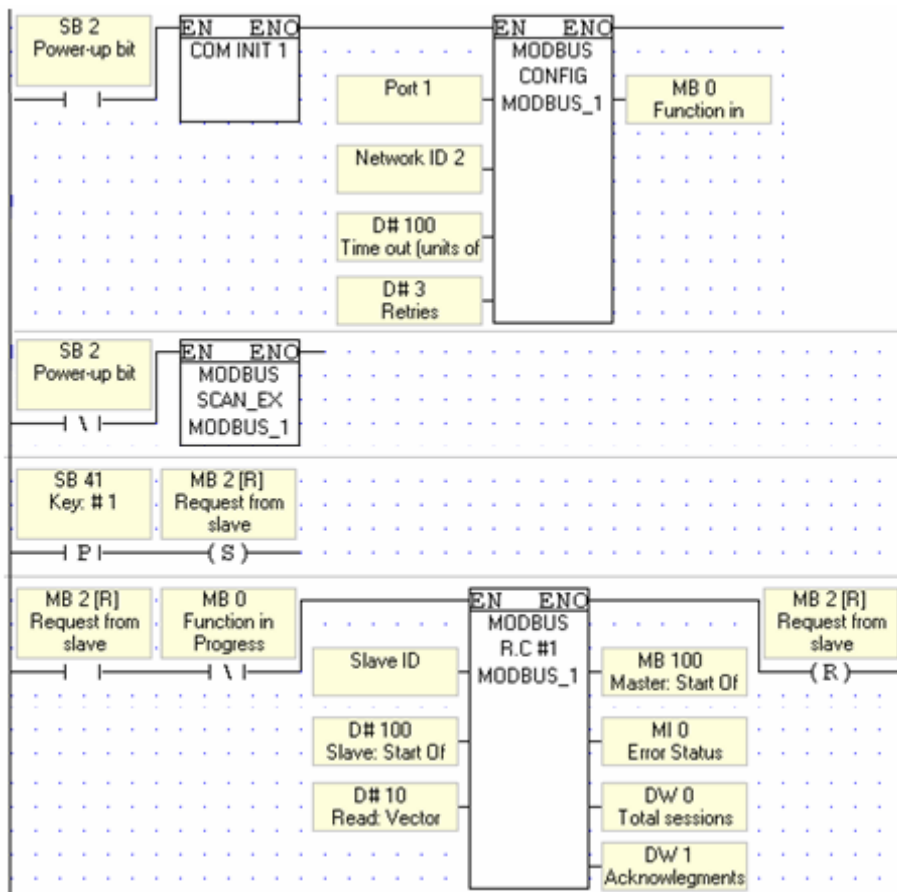 SB 2
Power-up bit
EN ENO
COM INIT 1
EN ENO
MODBUS
CONFIG
MODBUS_1
Port 1
Network ID 2
D# 100
Time out (units of
D# 3
Retries
MB 0
Function in
SB 2
Power-up bit
EN ENO
MODBUS
SCAN_EX
MODBUS_1
SB 41
Key: # 1
P
MB 2 [R]
Request from
slave
( S )
MB 2 [R]
Request from
slave
MB 0
Function in
Progress
EN ENO
MODBUS
R.C #1
MODBUS_1
Slave ID
D# 100
Slave: Start Of
D# 10
Read: Vector
MB 100
Master: Start Of
MI 0
Error Status
DW 0
Total sessions
DW 1
Acknowlegments
MB 2 [R]
Request from
slave
( R )